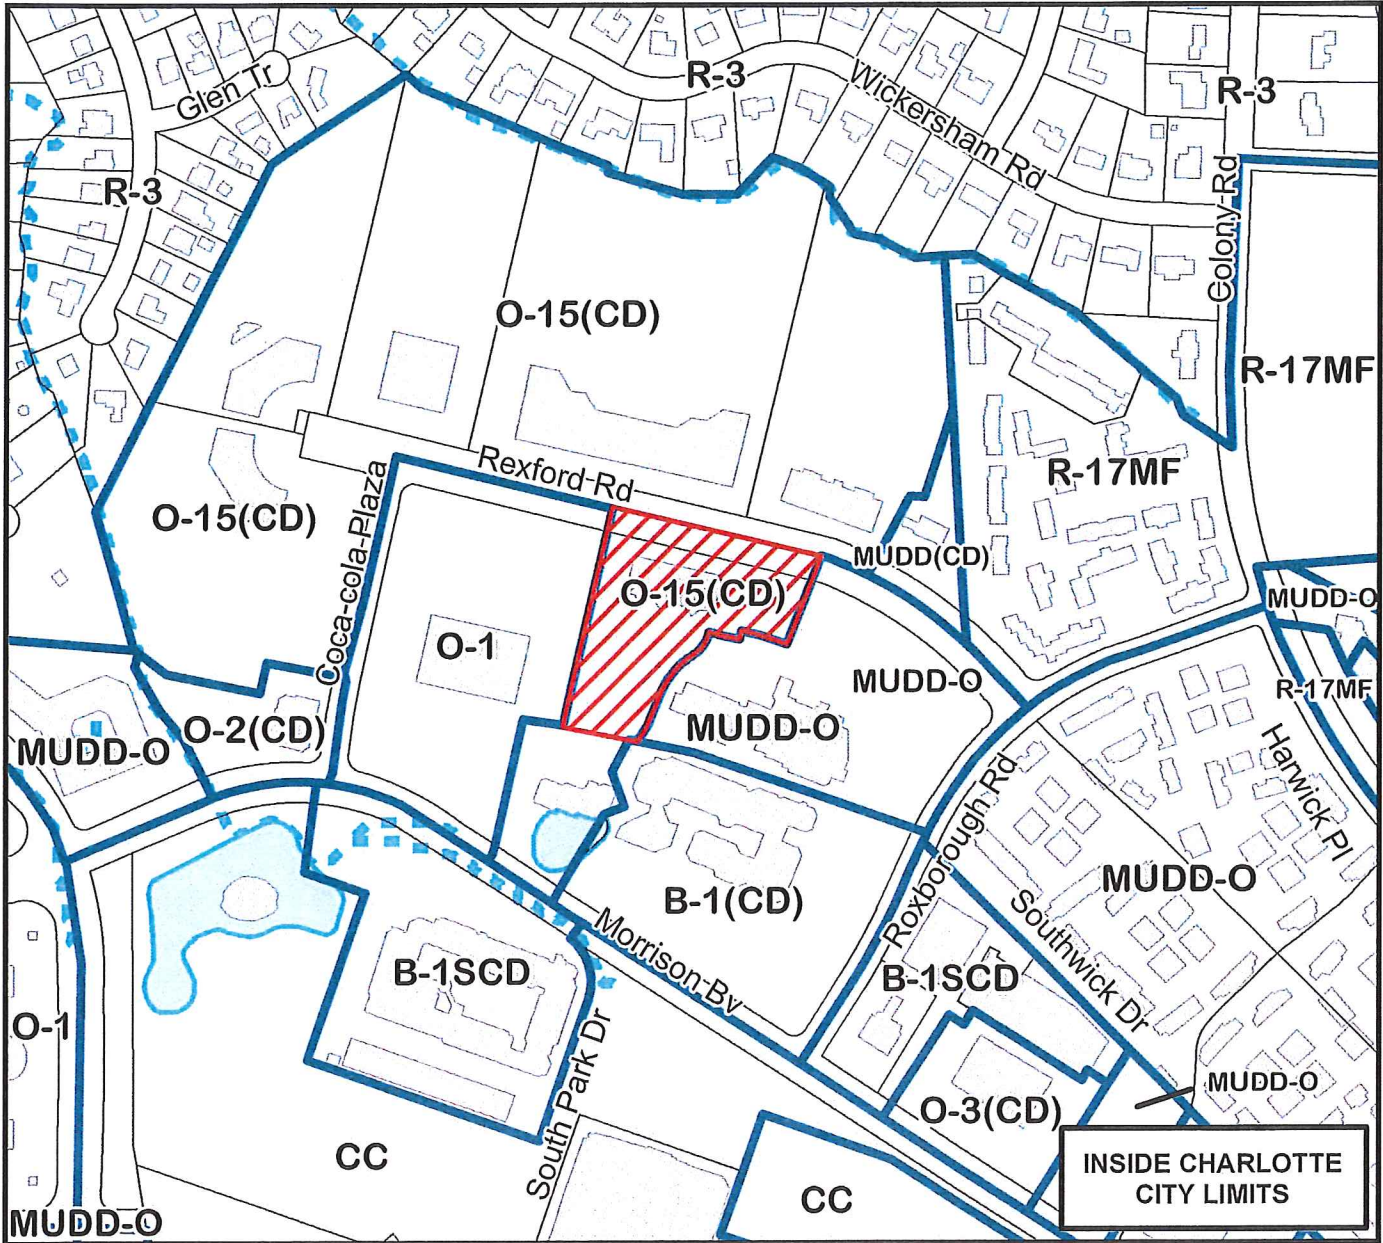 R-3
Wickersham Rd
R-3
Glen Tr
R-3
Colony Rd
O-15(CD)
R-17MF
Rexford Rd
R-17MF
O-15(CD)
Coca-cola-Plaza
MUDD(CD)
O-15(CD)
MUDD-O
O-1
MUDD-O
R-17MF
O-2(CD)
MUDD-O
MUDD-O
Harwick Pl
Roxborough Rd
MUDD-O
B-1(CD)
Southwick Dr
Morrison Bv
B-1SCD
B-1SCD
O-1
South Park Dr
MUDD-O
O-3(CD)
CC
INSIDE CHARLOTTE
CITY LIMITS
CC
MUDD-O